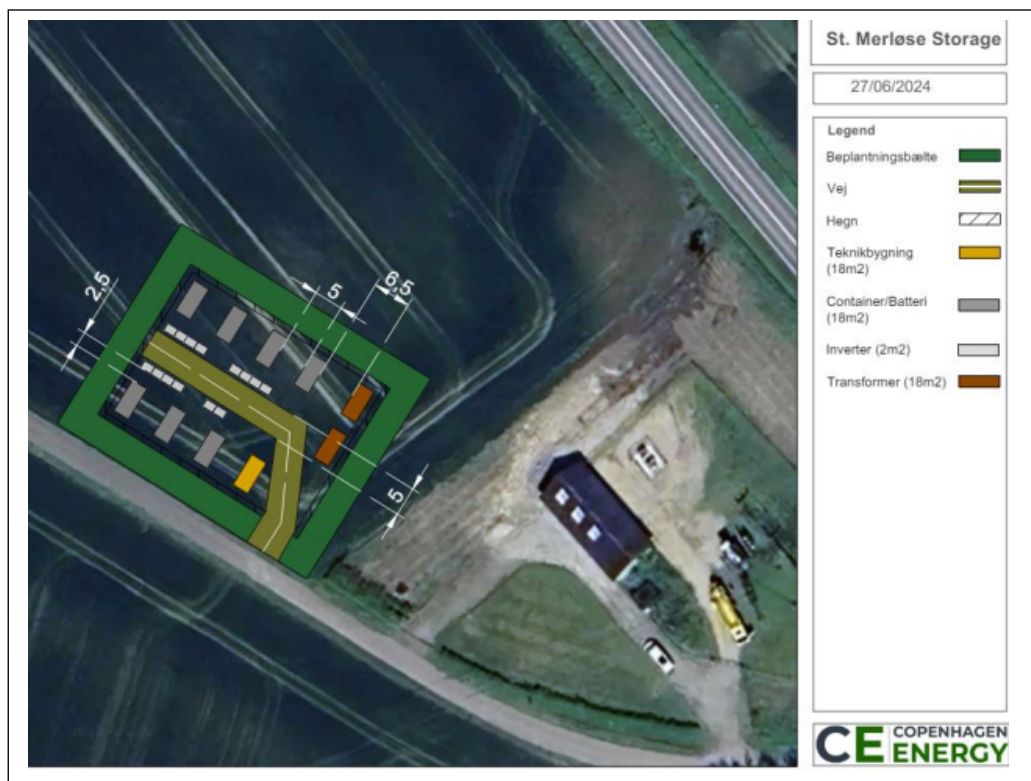 St. Merløse Storage
27/06/2024
Legend
Beplantningsbælte
Vej
Hegn
Teknikbygning
(18m2)
Container/Batteri
(18m2)
Inverter (2m2)
Transformer (18m2)
2,5
5
6,5
5
CE COPENHAGEN
ENERGY